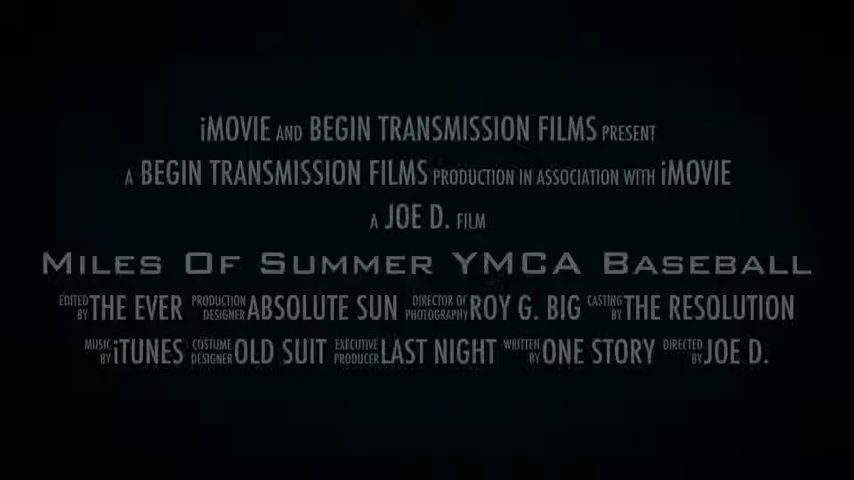 iMOVIE AND BEGIN TRANSMISSION FILMS PRESENT
A BEGIN TRANSMISSION FILMS PRODUCTION IN ASSOCIATION WITH iMOVIE
A JOE D. FILM
MILES OF SUMMER YMCA BASEBALL
EDITED BY THE EVER PRODUCTION DESIGNER ABSOLUTE SUN DIRECTOR OF PHOTOGRAPHY ROY G. BIG CASTING BY THE RESOLUTION
MUSIC BY iTUNES COSTUME DESIGNER OLD SUIT EXECUTIVE PRODUCER LAST NIGHT WRITTEN BY ONE STORY DIRECTED BY JOE D.